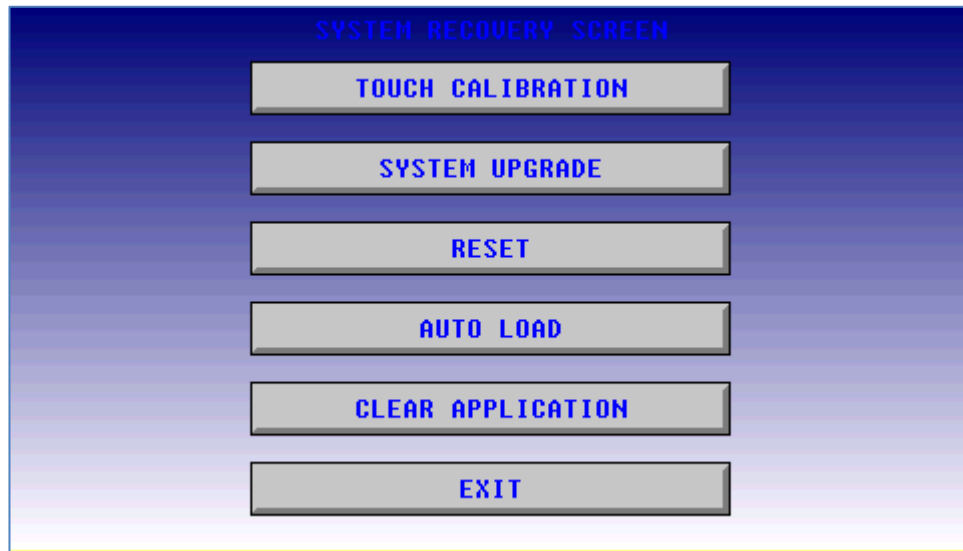 SYSTEM RECOVERY SCREEN
TOUCH CALIBRATION
SYSTEM UPGRADE
RESET
AUTO LOAD
CLEAR APPLICATION
EXIT